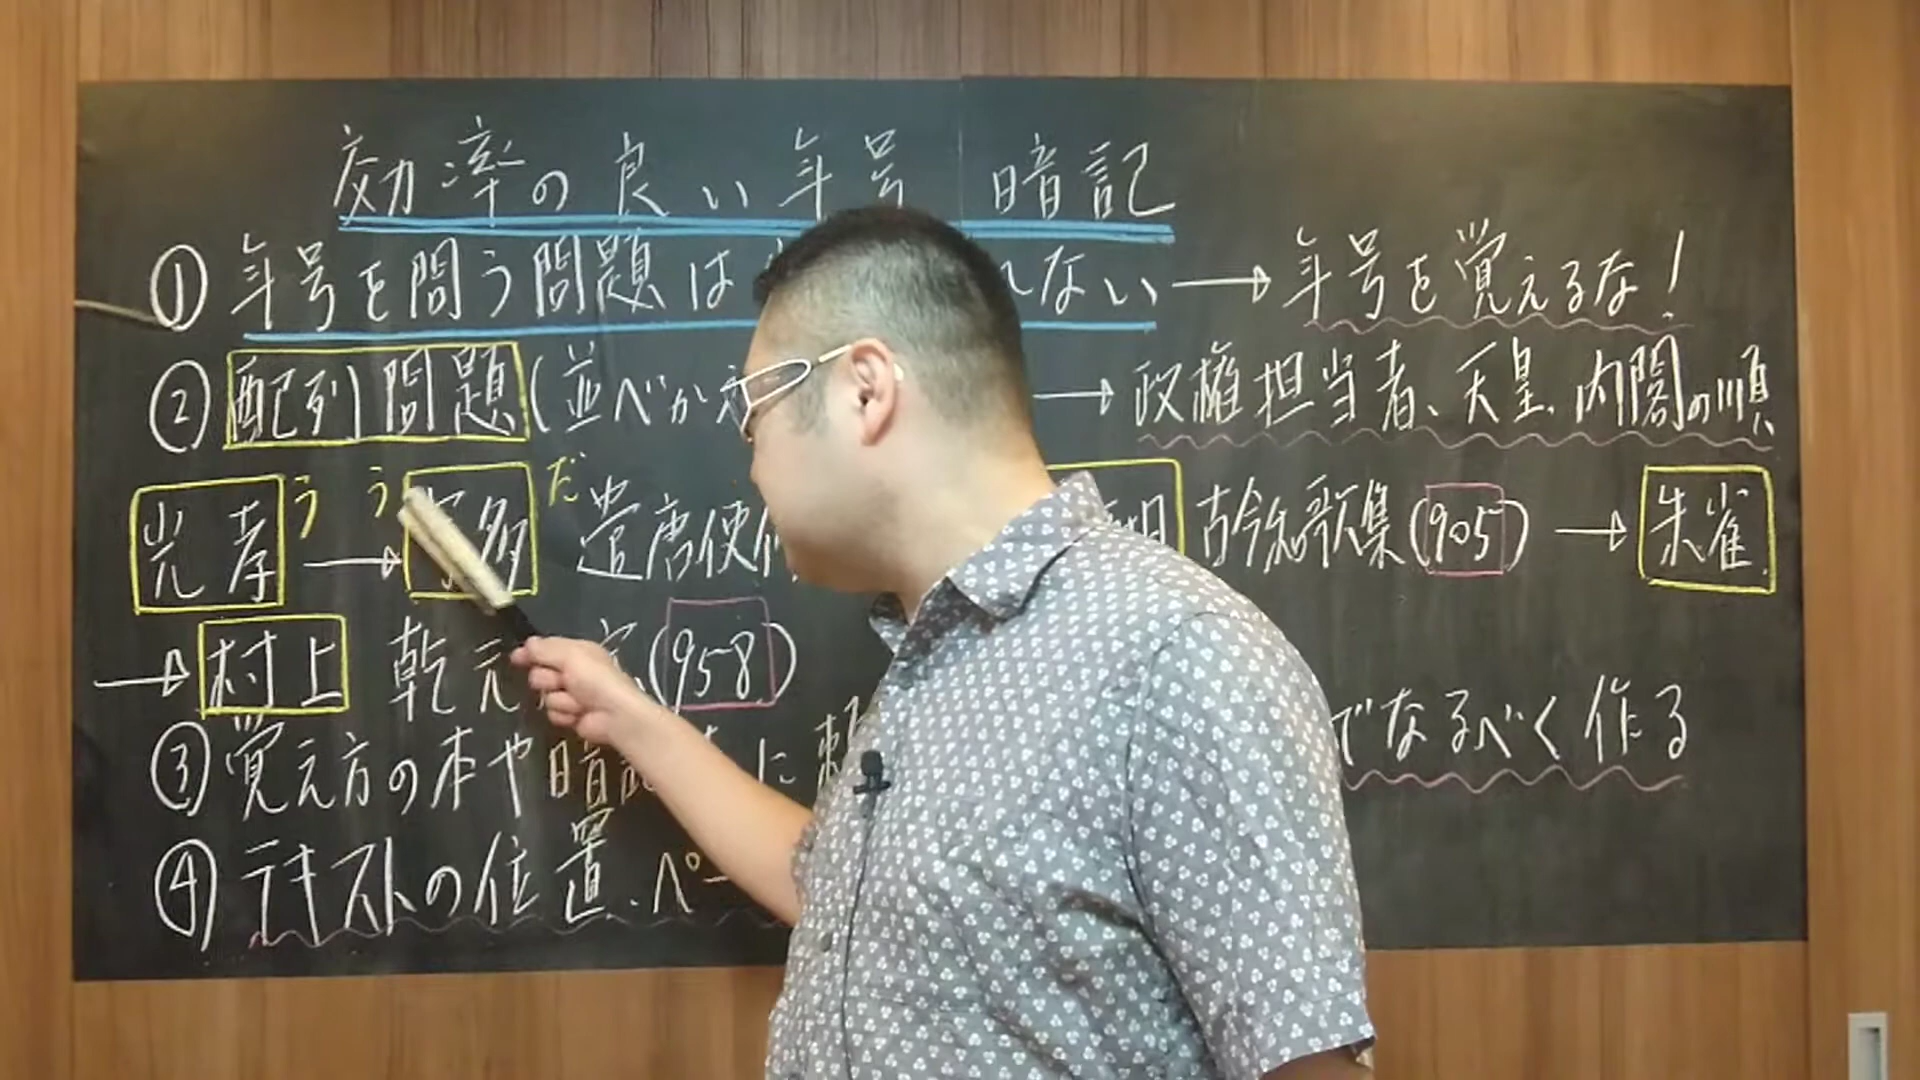 効率の良い年号 暗記
① 年号を問う問題は れない → 年号を覚えるな!
② 配列問題(並べかえ → 政権担当者、天皇、内閣の順
光孝 う → う 多 だ 遣唐使 古今和歌集(905) → 朱雀
→ 村上 乾元 (958)
③ 覚え方の本や暗記 に でなるべく作る
④ テキストの位置、ペー